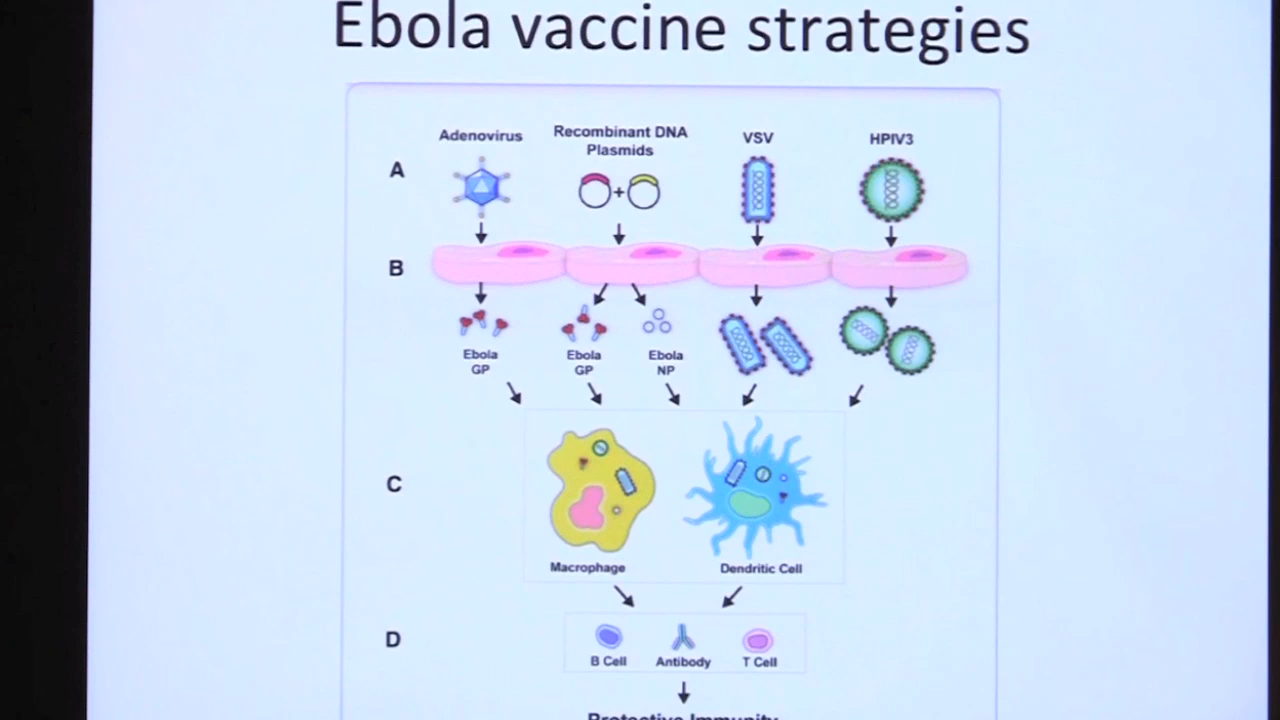 Ebola vaccine strategies
Adenovirus
Recombinant DNA
Plasmids
VSV
HPIV3
A
+
B
Ebola
GP
Ebola
GP
Ebola
NP
C
Macrophage
Dendritic Cell
D
B Cell
Antibody
T Cell
Protective Immunity